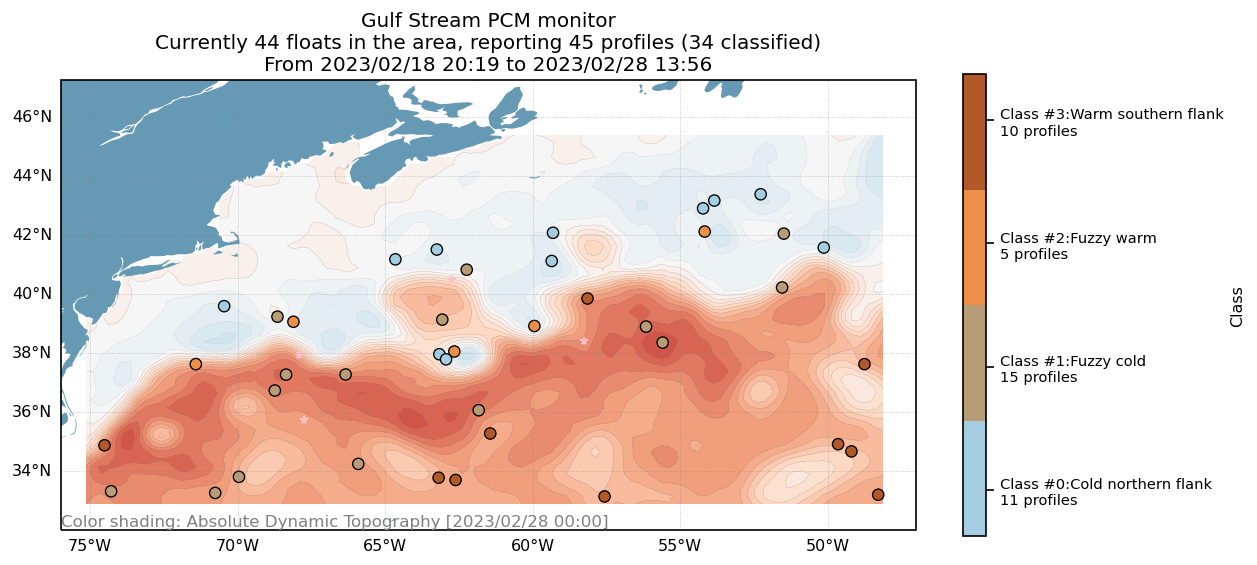 Gulf Stream PCM monitor
Currently 44 floats in the area, reporting 45 profiles (34 classified)
From 2023/02/18 20:19 to 2023/02/28 13:56
46°N
44°N
42°N
40°N
38°N
36°N
34°N
Color shading: Absolute Dynamic Topography [2023/02/28 00:00]
75°W
70°W
65°W
60°W
55°W
50°W
Class #3:Warm southern flank
10 profiles
Class #2:Fuzzy warm
5 profiles
Class #1:Fuzzy cold
15 profiles
Class #0:Cold northern flank
11 profiles
Class